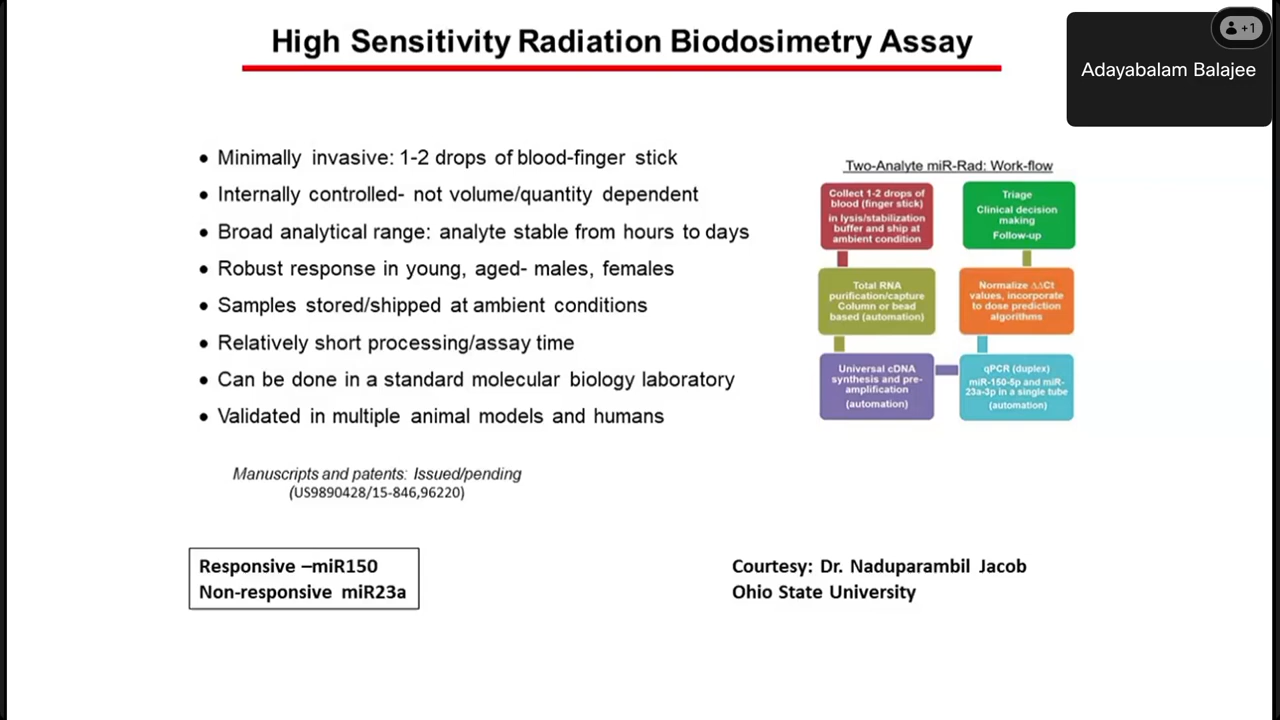 High Sensitivity Radiation Biodosimetry Assay
+1
Adayabalam Balajee
• Minimally invasive: 1-2 drops of blood-finger stick
• Internally controlled- not volume/quantity dependent
• Broad analytical range: analyte stable from hours to days
• Robust response in young, aged- males, females
• Samples stored/shipped at ambient conditions
• Relatively short processing/assay time
• Can be done in a standard molecular biology laboratory
• Validated in multiple animal models and humans
Manuscripts and patents: Issued/pending
(US9890428/15-846,96220)
Two-Analyte miR-Rad: Work-flow
Collect 1-2 drops of
blood (finger stick)
in lysis/stabilization
buffer and ship at
ambient condition
Total RNA
purification/capture
Column or bead
based (automation)
Universal cDNA
synthesis and pre-
amplification
(automation)
qPCR (duplex)
miR-150-5p and miR-
23a-3p in a single tube
(automation)
Normalize ΔΔCt
values, incorporate
to dose prediction
algorithms
Triage
Clinical decision
making
Follow-up
Responsive –miR150
Non-responsive miR23a
Courtesy: Dr. Naduparambil Jacob
Ohio State University